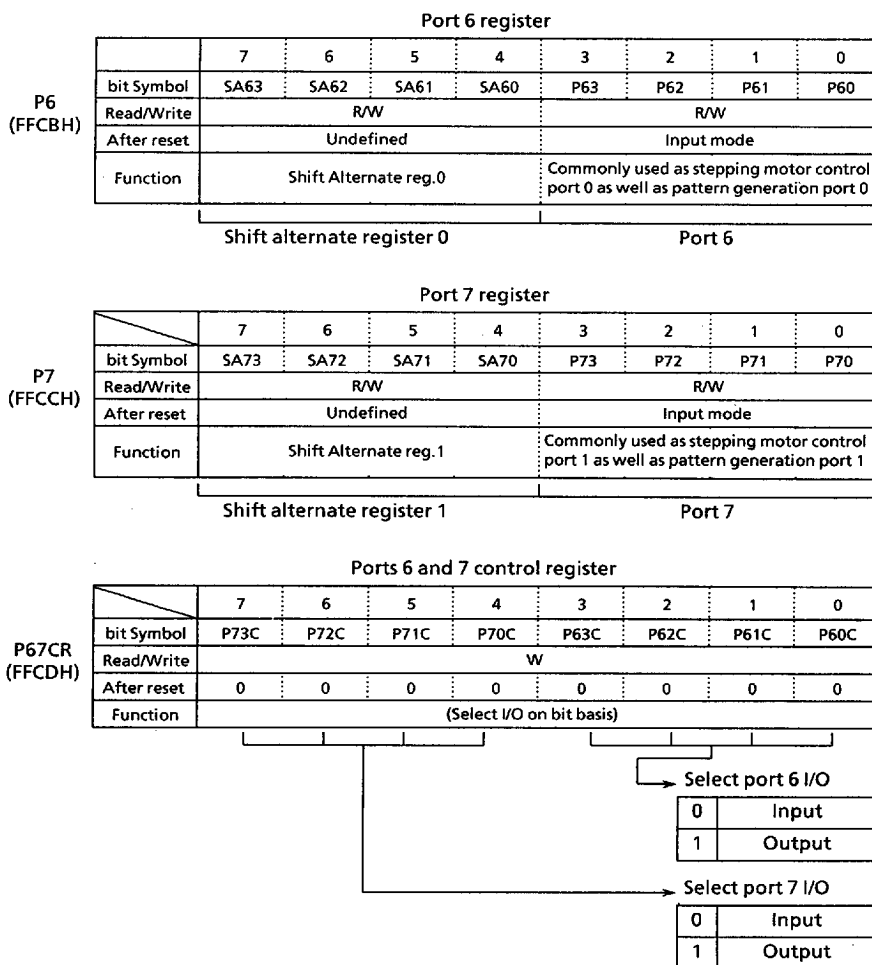 Port 6 register
7 6 5 4 3 2 1 0
bit Symbol SA63 SA62 SA61 SA60 P63 P62 P61 P60
P6
(FFCBH)
Read/Write R/W R/W
After reset Undefined Input mode
Function Shift Alternate reg.0 Commonly used as stepping motor control
port 0 as well as pattern generation port 0
Shift alternate register 0 Port 6
Port 7 register
7 6 5 4 3 2 1 0
bit Symbol SA73 SA72 SA71 SA70 P73 P72 P71 P70
P7
(FFCCH)
Read/Write R/W R/W
After reset Undefined Input mode
Function Shift Alternate reg.1 Commonly used as stepping motor control
port 1 as well as pattern generation port 1
Shift alternate register 1 Port 7
Ports 6 and 7 control register
7 6 5 4 3 2 1 0
bit Symbol P73C P72C P71C P70C P63C P62C P61C P60C
P67CR
(FFCDH)
Read/Write W
After reset 0 0 0 0 0 0 0 0
Function (Select I/O on bit basis)
Select port 6 I/O
0 Input
1 Output
Select port 7 I/O
0 Input
1 Output